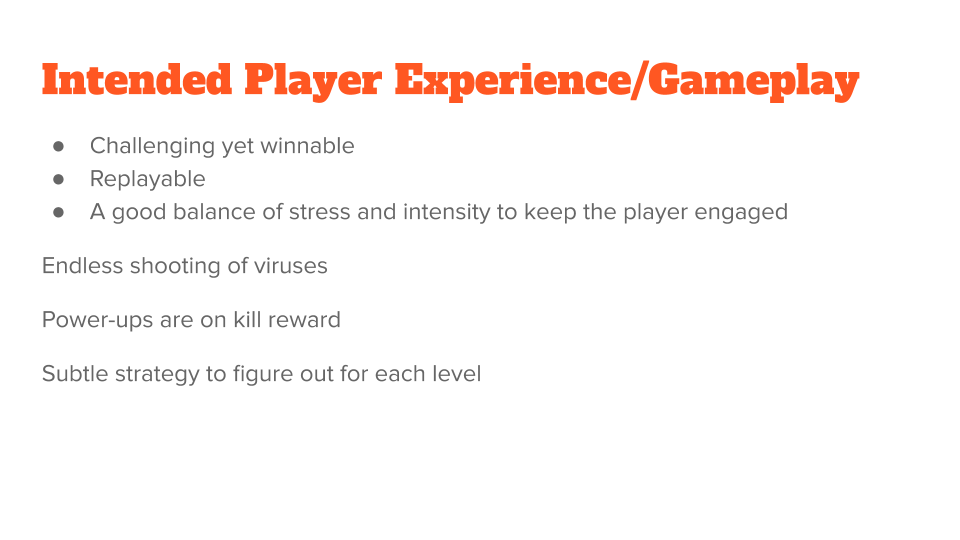 Intended Player Experience/Gameplay
● Challenging yet winnable
● Replayable
● A good balance of stress and intensity to keep the player engaged
Endless shooting of viruses
Power-ups are on kill reward
Subtle strategy to figure out for each level